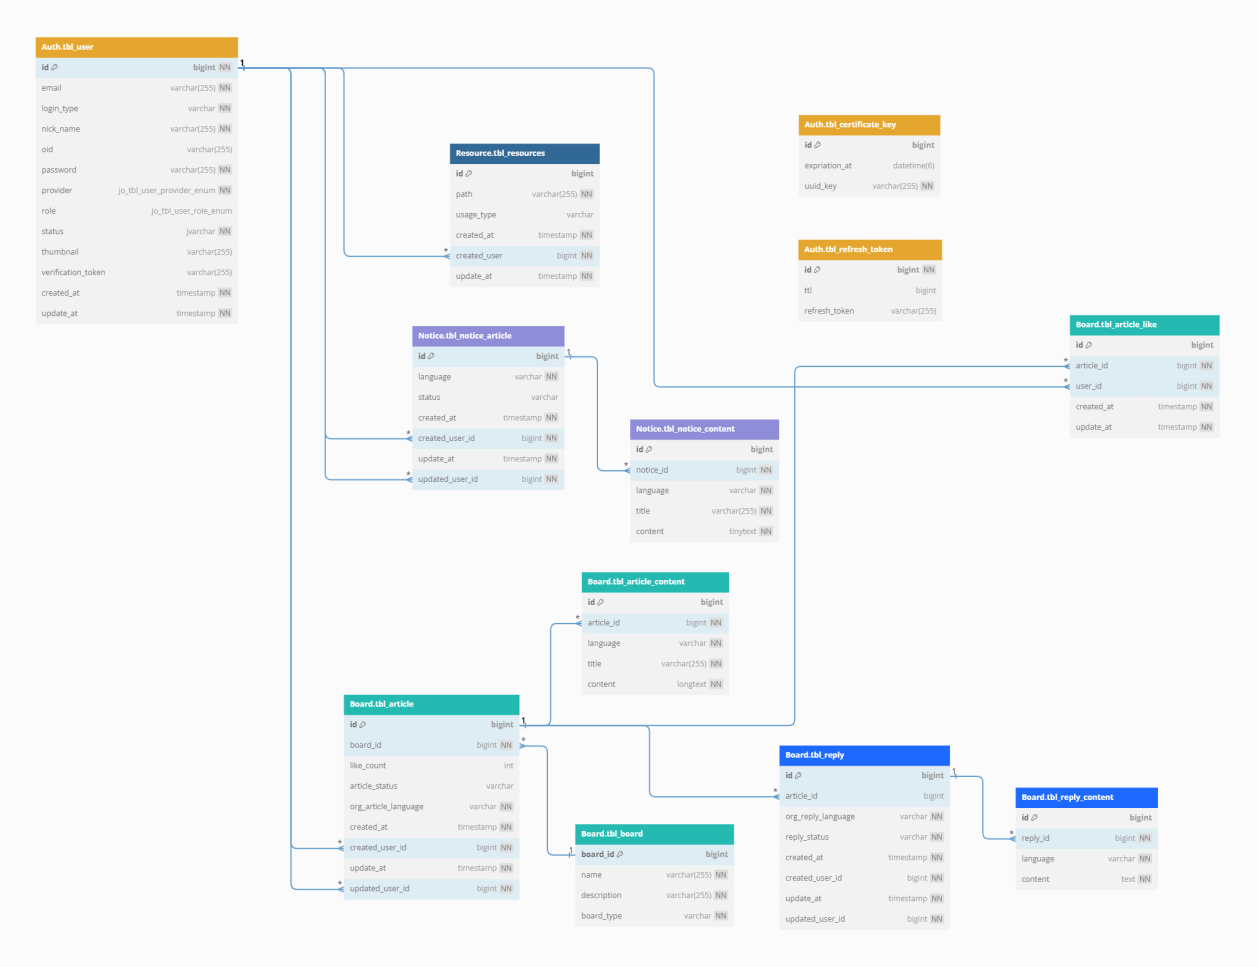 Auth.tbl_user
id bigint NN
email varchar(255) NN
login_type varchar NN
nick_name varchar(255) NN
oid varchar(255)
password varchar(255) NN
provider jo_tbl_user_provider_enum NN
role jo_tbl_user_role_enum
status jvarchar NN
thumbnail varchar(255)
verification_token varchar(255)
created_at timestamp NN
update_at timestamp NN
1
Resource.tbl_resources
id bigint
path varchar(255) NN
usage_type varchar
created_at timestamp NN
* created_user bigint NN
update_at timestamp NN
Auth.tbl_certificate_key
id bigint
expriation_at datetime(6)
uuid_key varchar(255) NN
Auth.tbl_refresh_token
id bigint NN
ttl bigint
refresh_token varchar(255)
Board.tbl_article_like
id bigint
* article_id bigint NN
* user_id bigint NN
created_at timestamp NN
update_at timestamp NN
Notice.tbl_notice_article
id bigint 1
language varchar NN
status varchar
created_at timestamp NN
* created_user_id bigint NN
update_at timestamp NN
* updated_user_id bigint NN
Notice.tbl_notice_content
id bigint
* notice_id bigint NN
language varchar NN
title varchar(255) NN
content tinytext NN
Board.tbl_article_content
id bigint
* article_id bigint NN
language varchar NN
title varchar(255) NN
content longtext NN
Board.tbl_article
id bigint 1
board_id bigint NN *
like_count int
article_status varchar
org_article_language varchar NN
created_at timestamp NN
* created_user_id bigint NN
update_at timestamp NN
* updated_user_id bigint NN
Board.tbl_board
1 board_id bigint
name varchar(255) NN
description varchar(255) NN
board_type varchar NN
Board.tbl_reply
id bigint 1
* article_id bigint
org_reply_language varchar NN
reply_status varchar NN
created_at timestamp NN
created_user_id bigint NN
update_at timestamp NN
updated_user_id bigint NN
Board.tbl_reply_content
id bigint
* reply_id bigint NN
language varchar NN
content text NN